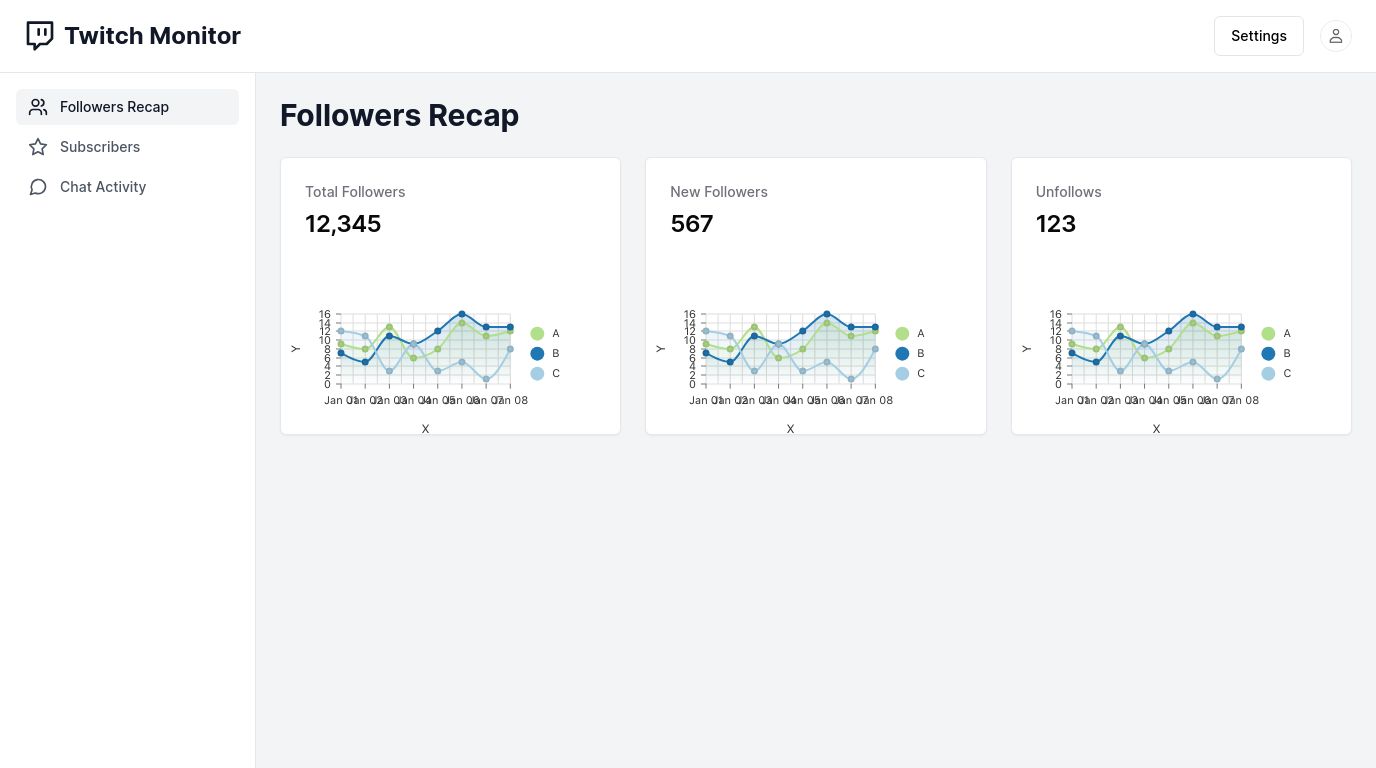 Twitch Monitor
Settings
Followers Recap
Subscribers
Chat Activity
Followers Recap
Total Followers
12,345
16
14
12
10
8
6
4
2
0
Y
Jan 01 Jan 02 Jan 03 Jan 04 Jan 05 Jan 06 Jan 07 Jan 08
X
A
B
C
New Followers
567
16
14
12
10
8
6
4
2
0
Y
Jan 01 Jan 02 Jan 03 Jan 04 Jan 05 Jan 06 Jan 07 Jan 08
X
A
B
C
Unfollows
123
16
14
12
10
8
6
4
2
0
Y
Jan 01 Jan 02 Jan 03 Jan 04 Jan 05 Jan 06 Jan 07 Jan 08
X
A
B
C